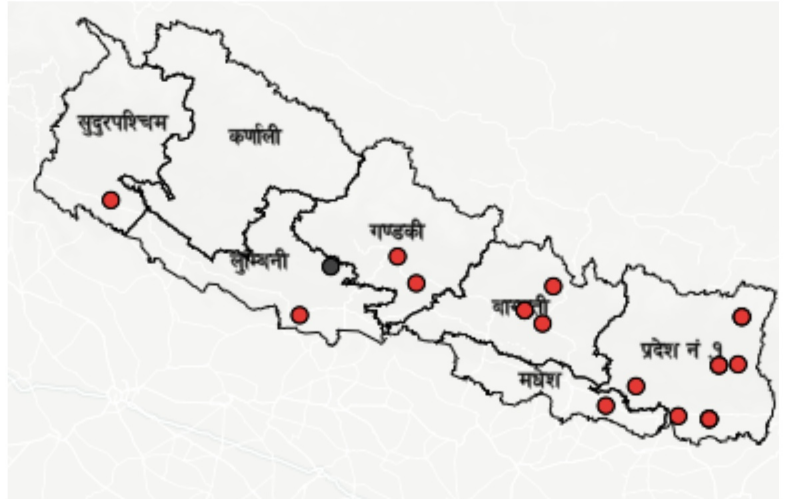 सुदुरपश्चिम
कर्णाली
गण्डकी
लुम्बिनी
बागमती
प्रदेश नं १
मधेश